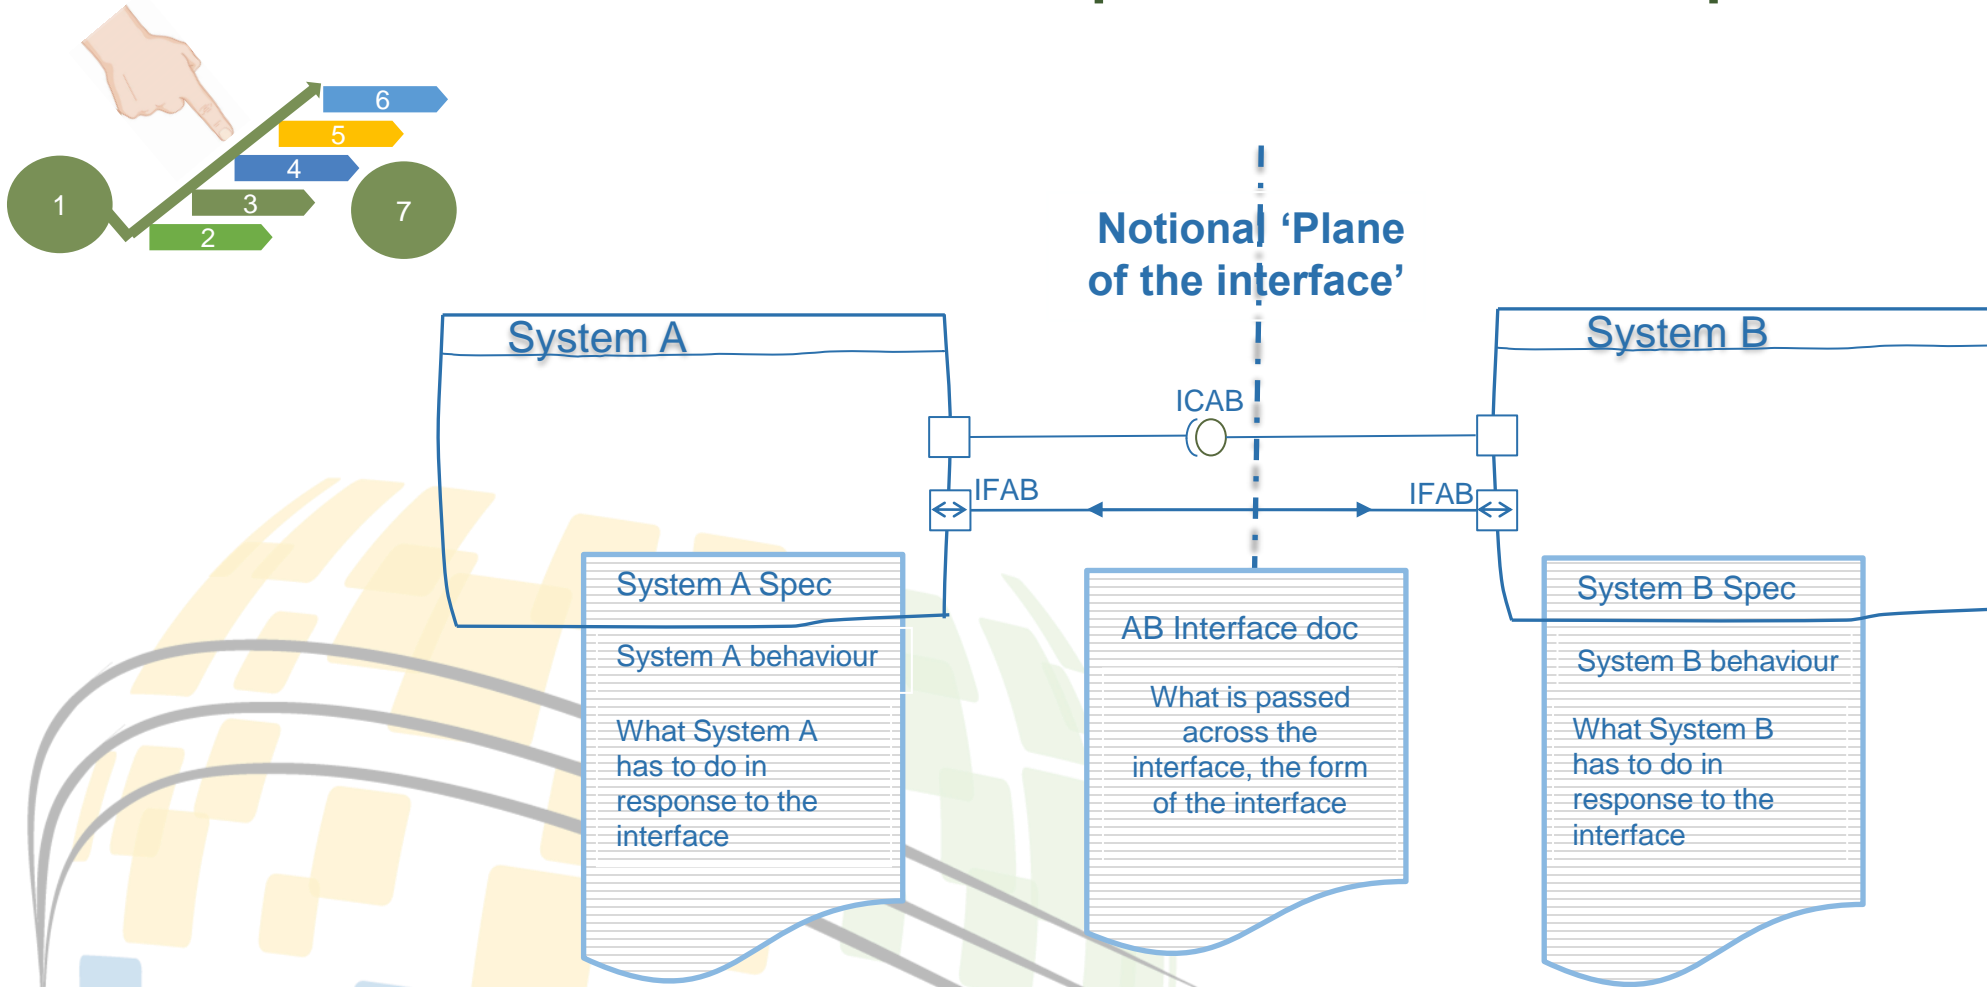 6
5
4
3
2
1
7
Notional ‘Plane
of the interface’
System A
System B
ICAB
IFAB
IFAB
System A Spec
System A behaviour
What System A
has to do in
response to the
interface
AB Interface doc
What is passed
across the
interface, the form
of the interface
System B Spec
System B behaviour
What System B
has to do in
response to the
interface